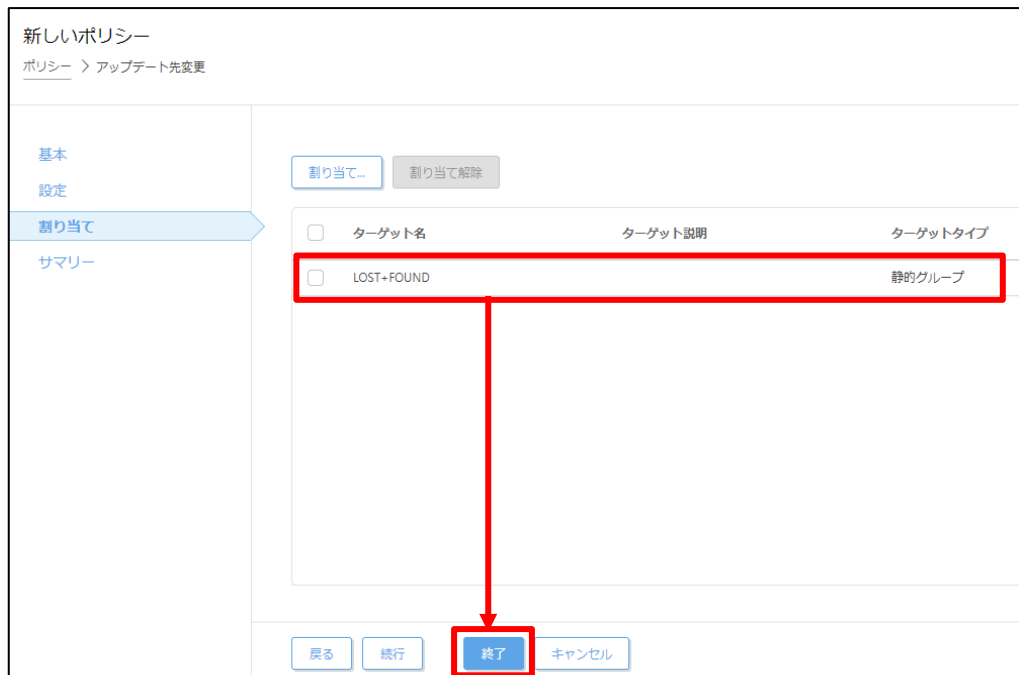 新しいポリシー
ポリシー > アップデート先変更
基本
設定
割り当て
サマリー
割り当て... 割り当て解除
ターゲット名 ターゲット説明 ターゲットタイプ
LOST+FOUND 静的グループ
戻る 続行 終了 キャンセル